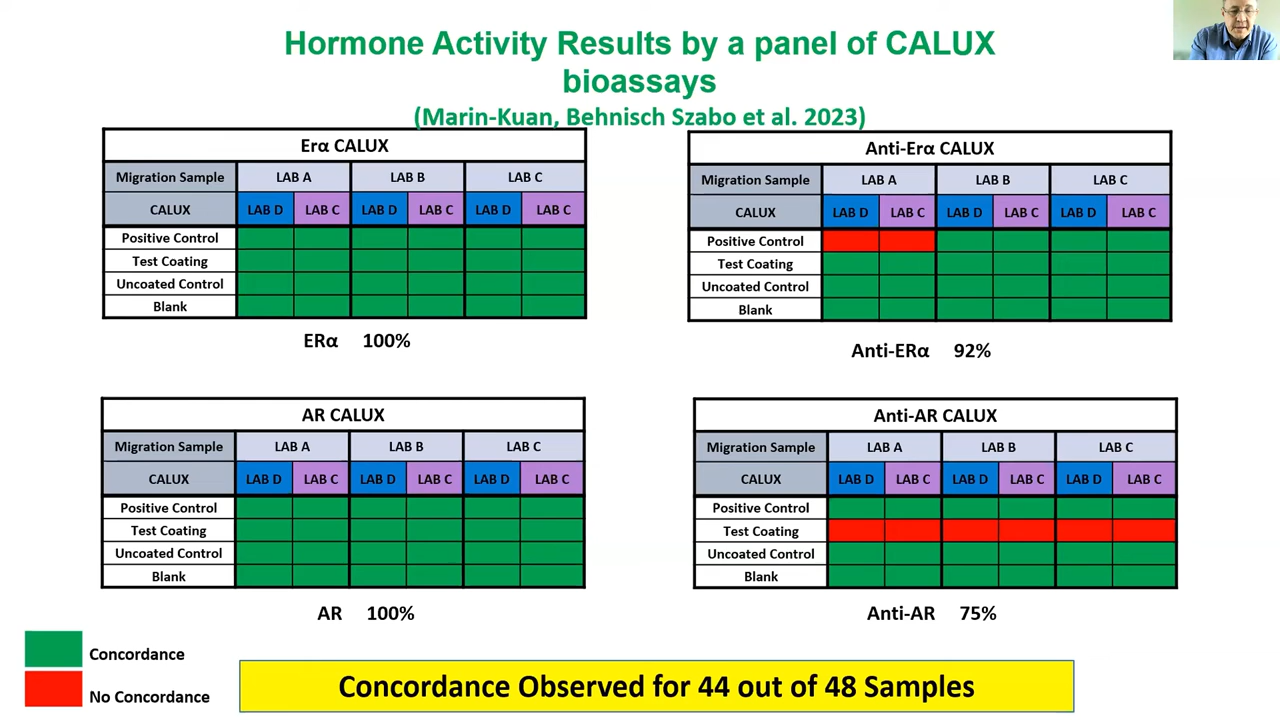 Hormone Activity Results by a panel of CALUX
bioassays
(Marin-Kuan, Behnisch Szabo et al. 2023)
Erα CALUX
Migration Sample LAB A LAB B LAB C
CALUX LAB D LAB C LAB D LAB C LAB D LAB C
Positive Control
Test Coating
Uncoated Control
Blank
ERα 100%
Anti-Erα CALUX
Migration Sample LAB A LAB B LAB C
CALUX LAB D LAB C LAB D LAB C LAB D LAB C
Positive Control
Test Coating
Uncoated Control
Blank
Anti-ERα 92%
AR CALUX
Migration Sample LAB A LAB B LAB C
CALUX LAB D LAB C LAB D LAB C LAB D LAB C
Positive Control
Test Coating
Uncoated Control
Blank
AR 100%
Anti-AR CALUX
Migration Sample LAB A LAB B LAB C
CALUX LAB D LAB C LAB D LAB C LAB D LAB C
Positive Control
Test Coating
Uncoated Control
Blank
Anti-AR 75%
Concordance
No Concordance
Concordance Observed for 44 out of 48 Samples